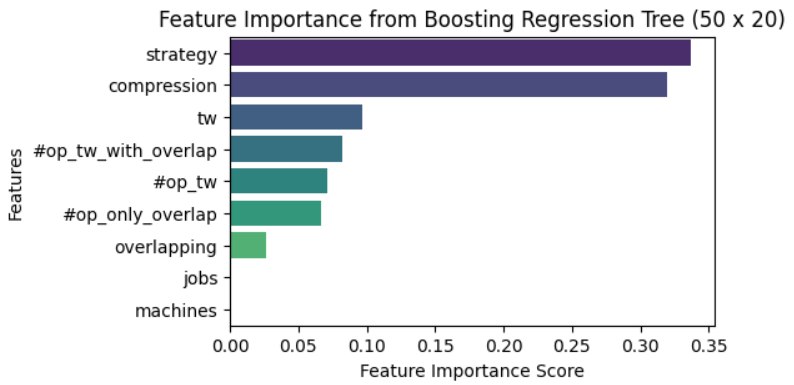 Feature Importance from Boosting Regression Tree (50 x 20)
strategy
compression
tw
#op_tw_with_overlap
#op_tw
#op_only_overlap
overlapping
jobs
machines
Features
0.00 0.05 0.10 0.15 0.20 0.25 0.30 0.35
Feature Importance Score